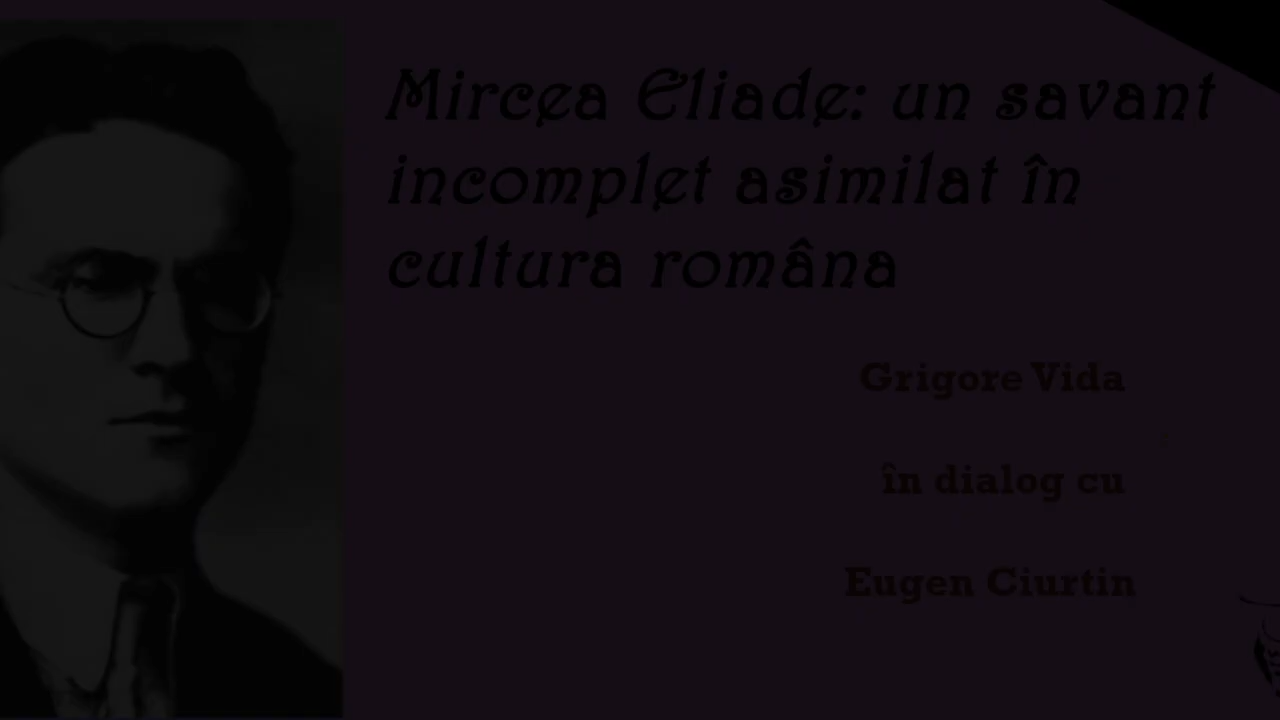 Mircea Eliade: un savant
incomplet asimilat în
cultura româna
Grigore Vida
în dialog cu
Eugen Ciurtin